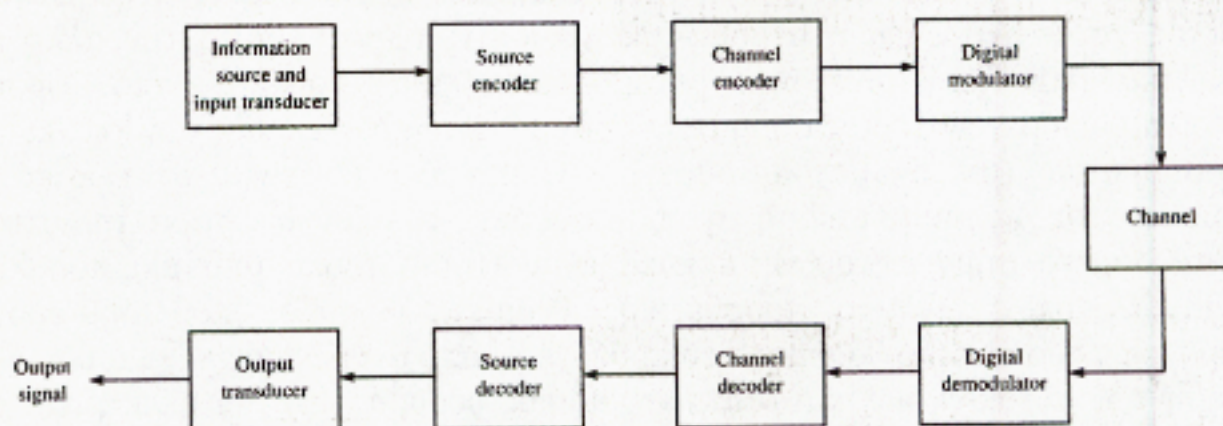 Information
source and
input transducer
Source
encoder
Channel
encoder
Digital
modulator
Channel
Output
signal
Output
transducer
Source
decoder
Channel
decoder
Digital
demodulator